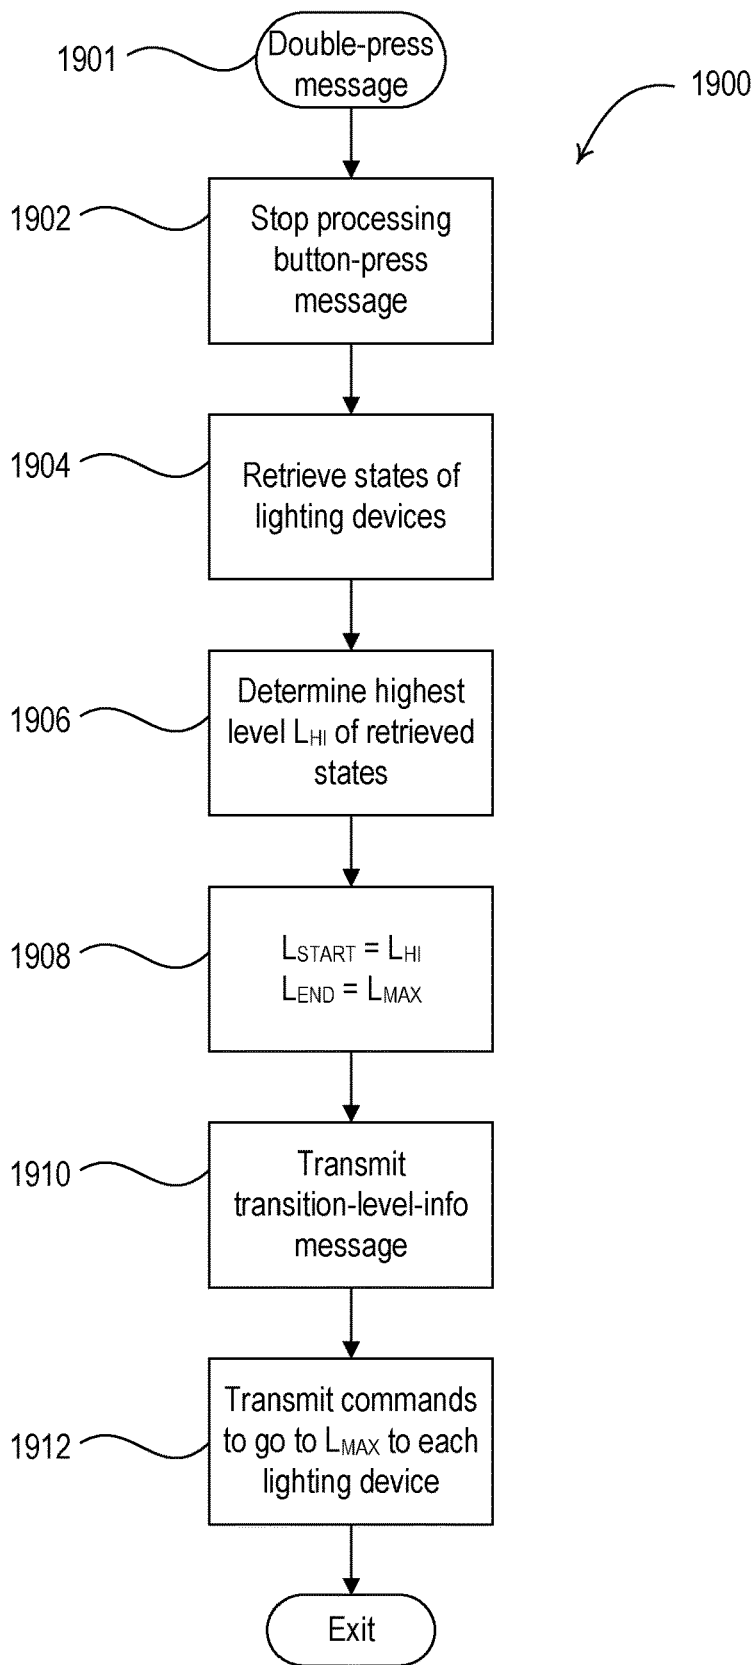 1901
Double-press
message
1900
1902
Stop processing
button-press
message
1904
Retrieve states of
lighting devices
1906
Determine highest
level LHI of retrieved
states
1908
LSTART = LHI
LEND = LMAX
1910
Transmit
transition-level-info
message
1912
Transmit commands
to go to LMAX to each
lighting device
Exit